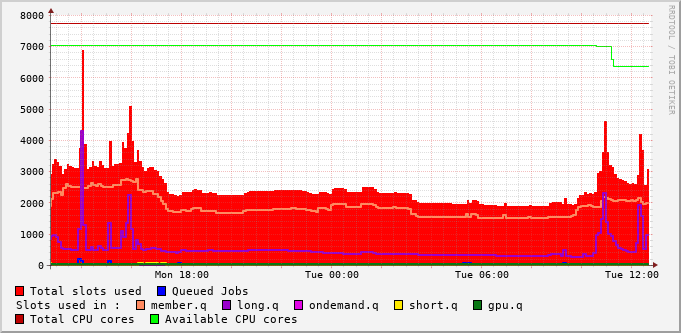 8000
7000
6000
5000
4000
3000
2000
1000
0
Mon 18:00 Tue 00:00 Tue 06:00 Tue 12:00
Total slots used Queued Jobs
Slots used in : member.q long.q ondemand.q short.q gpu.q
Total CPU cores Available CPU cores
RRDTOOL / TOBI OETIKER